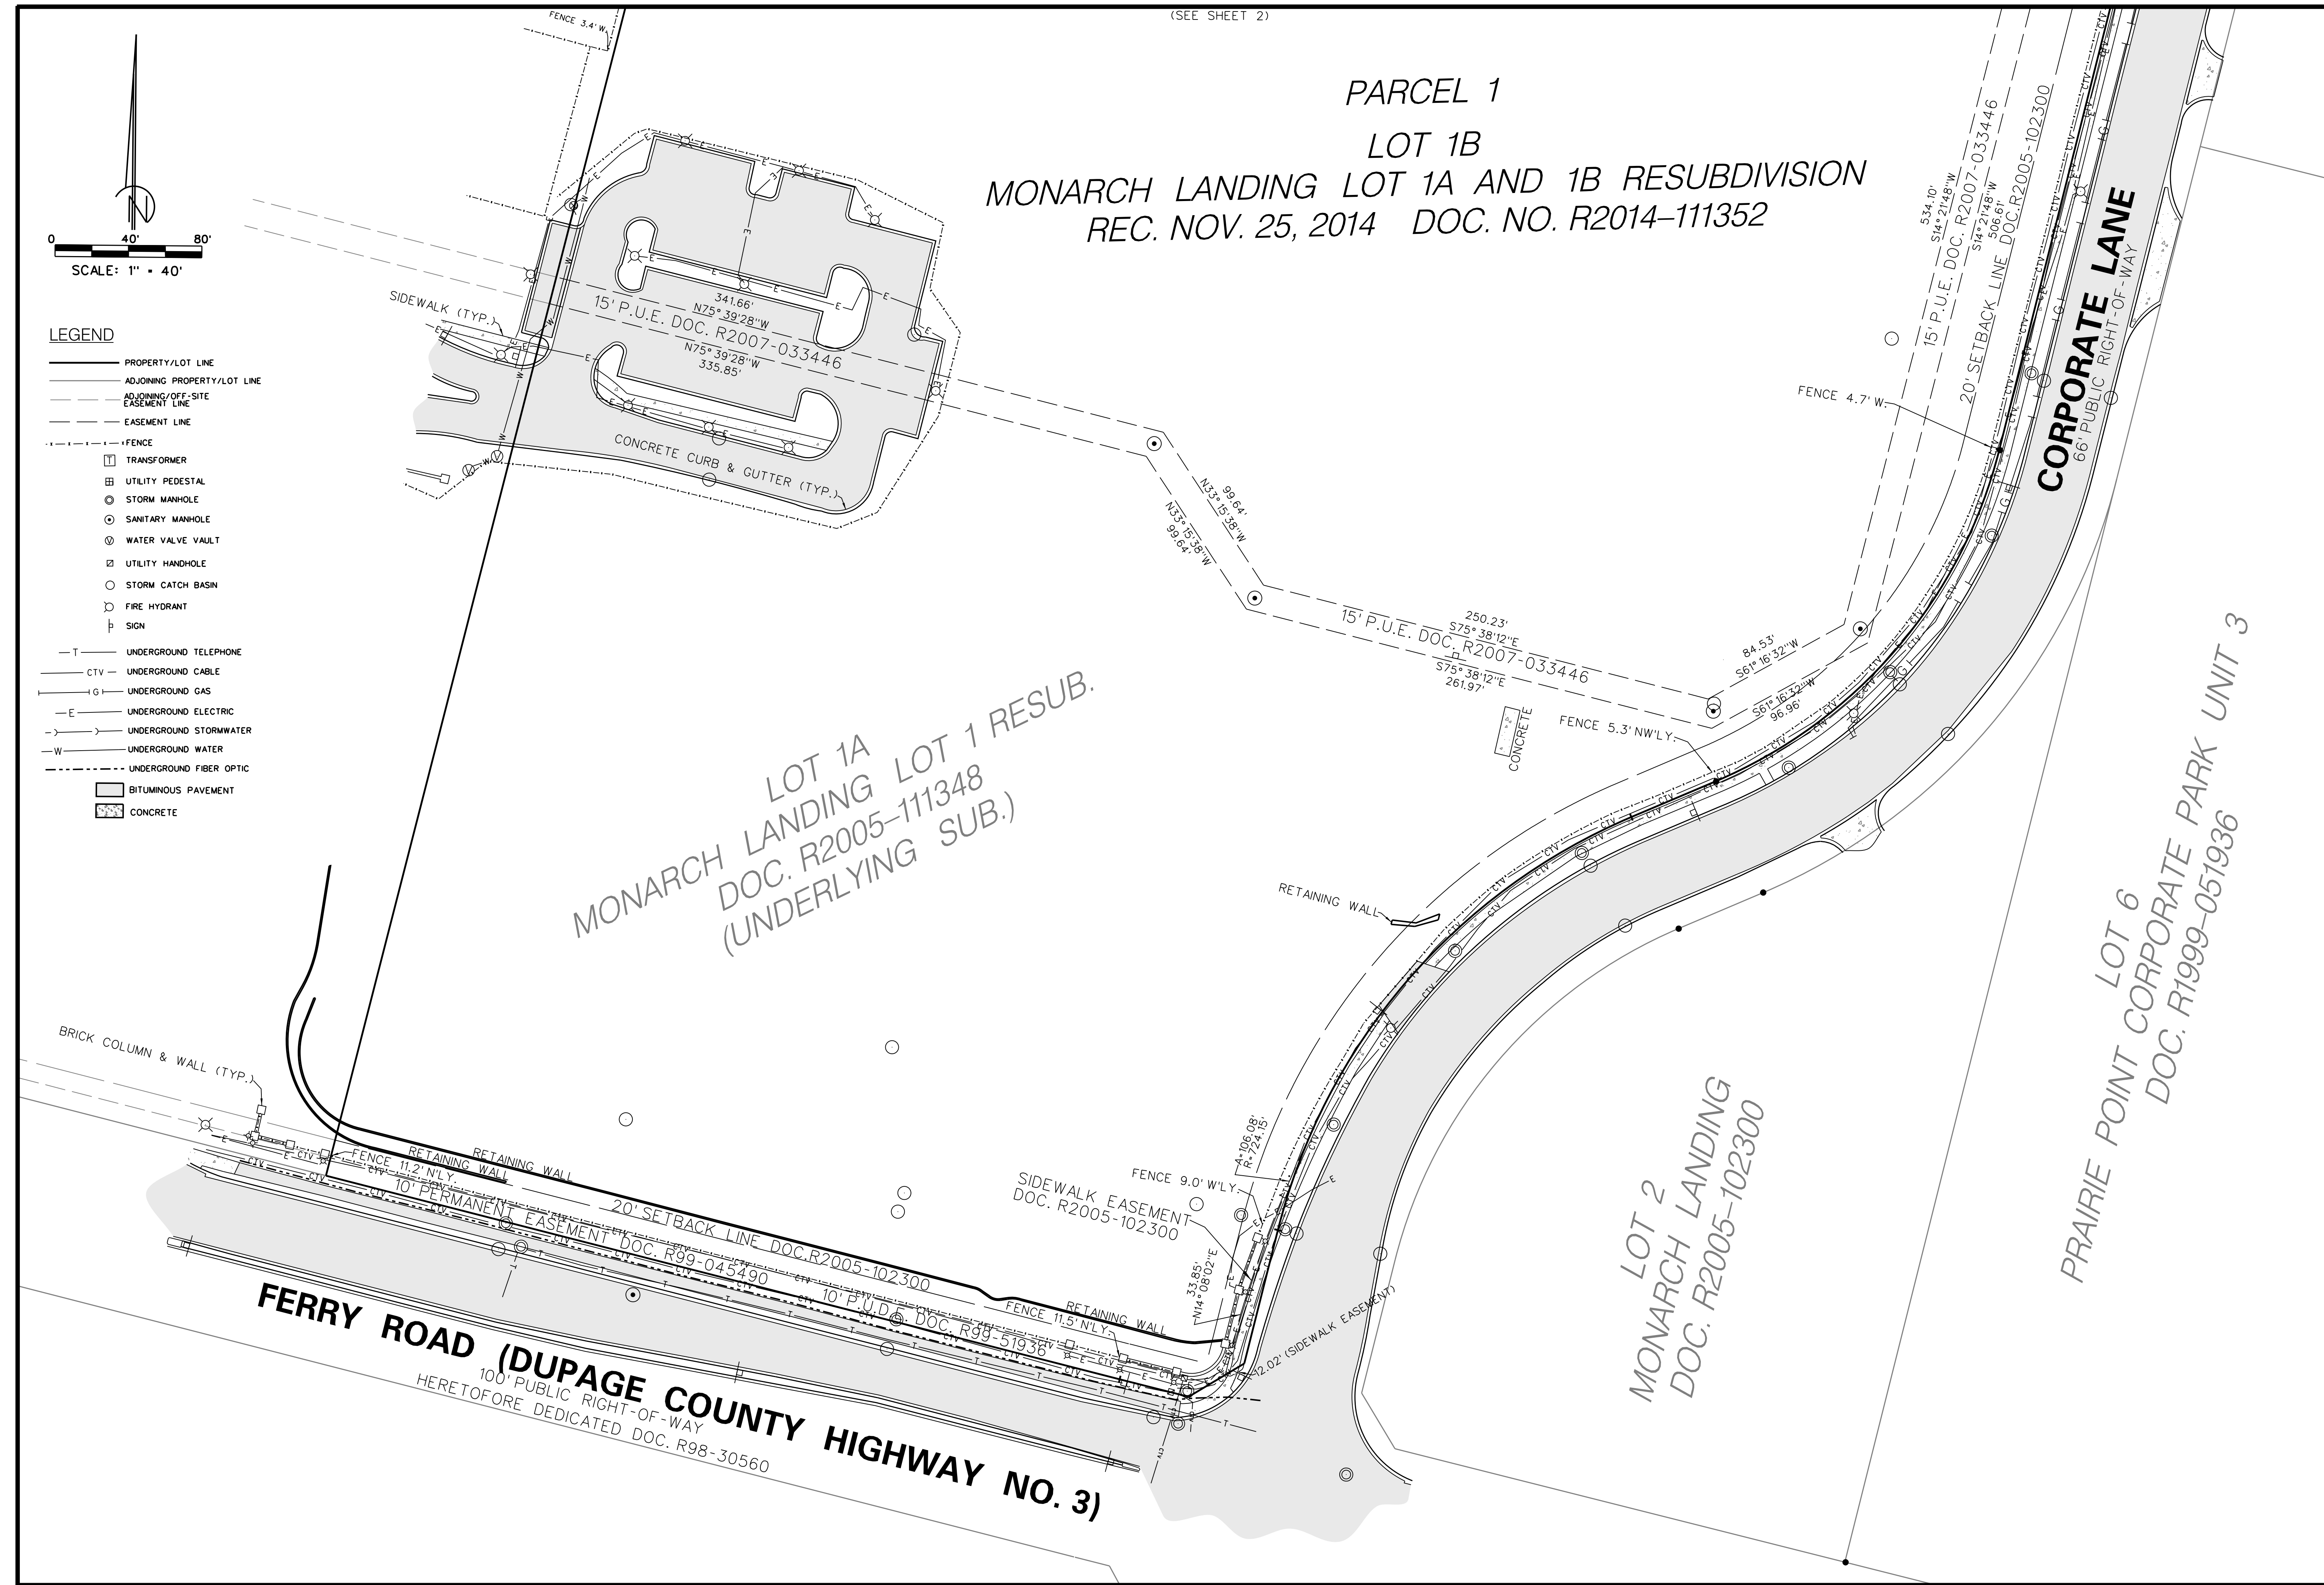 (SEE SHEET 2)
FENCE 3.4' W.
PARCEL 1
LOT 1B
MONARCH LANDING LOT 1A AND 1B RESUBDIVISION
REC. NOV. 25, 2014 DOC. NO. R2014-111352
0 40' 80'
SCALE: 1" = 40'
N
LEGEND
PROPERTY/LOT LINE
ADJOINING PROPERTY/LOT LINE
ADJOINING/OFF-SITE
EASEMENT LINE
EASEMENT LINE
FENCE
T TRANSFORMER
UTILITY PEDESTAL
STORM MANHOLE
SANITARY MANHOLE
V WATER VALVE VAULT
UTILITY HANDHOLE
STORM CATCH BASIN
FIRE HYDRANT
SIGN
T UNDERGROUND TELEPHONE
CTV UNDERGROUND CABLE
G UNDERGROUND GAS
E UNDERGROUND ELECTRIC
UNDERGROUND STORMWATER
W UNDERGROUND WATER
UNDERGROUND FIBER OPTIC
BITUMINOUS PAVEMENT
CONCRETE
SIDEWALK (TYP.)
341.66'
N75°39'28"W
15' P.U.E. DOC. R2007-033446
N75°39'28"W
335.85'
CONCRETE CURB & GUTTER (TYP.)
99.64'
N33°15'38"W
N33°15'38"W
99.64'
250.23'
S75°38'12"E
15' P.U.E. DOC. R2007-033446
S75°38'12"E
261.97'
84.53'
S61°16'32"W
S61°16'32"W
96.96'
534.10'
S14°21'48"W
15' P.U.E. DOC. R2007-033446
S14°21'48"W
506.61'
20' SETBACK LINE DOC.R2005-102300
CORPORATE LANE
66' PUBLIC RIGHT-OF-WAY
FENCE 4.7' W.
FENCE 5.3' NW'LY.
CONCRETE
RETAINING WALL
LOT 1A
MONARCH LANDING LOT 1 RESUB.
DOC. R2005-111348
(UNDERLYING SUB.)
LOT 6
PRAIRIE POINT CORPORATE PARK UNIT 3
DOC. R1999-051936
LOT 2
MONARCH LANDING
DOC. R2005-102300
BRICK COLUMN & WALL (TYP.)
FENCE 11.2' N'LY.
RETAINING WALL
RETAINING WALL
10' PERMANENT EASEMENT DOC. R99-045490
20' SETBACK LINE DOC.R2005-102300
10' P.U.D.E. DOC. R99-51936
FENCE 11.5' N'LY.
RETAINING WALL
SIDEWALK EASEMENT
DOC. R2005-102300
FENCE 9.0' W'LY.
A=106.08'
R=724.15'
33.85'
N14°08'02"E
12.02' (SIDEWALK EASEMENT)
FERRY ROAD (DUPAGE COUNTY HIGHWAY NO. 3)
100' PUBLIC RIGHT-OF-WAY
HERETOFORE DEDICATED DOC. R98-30560